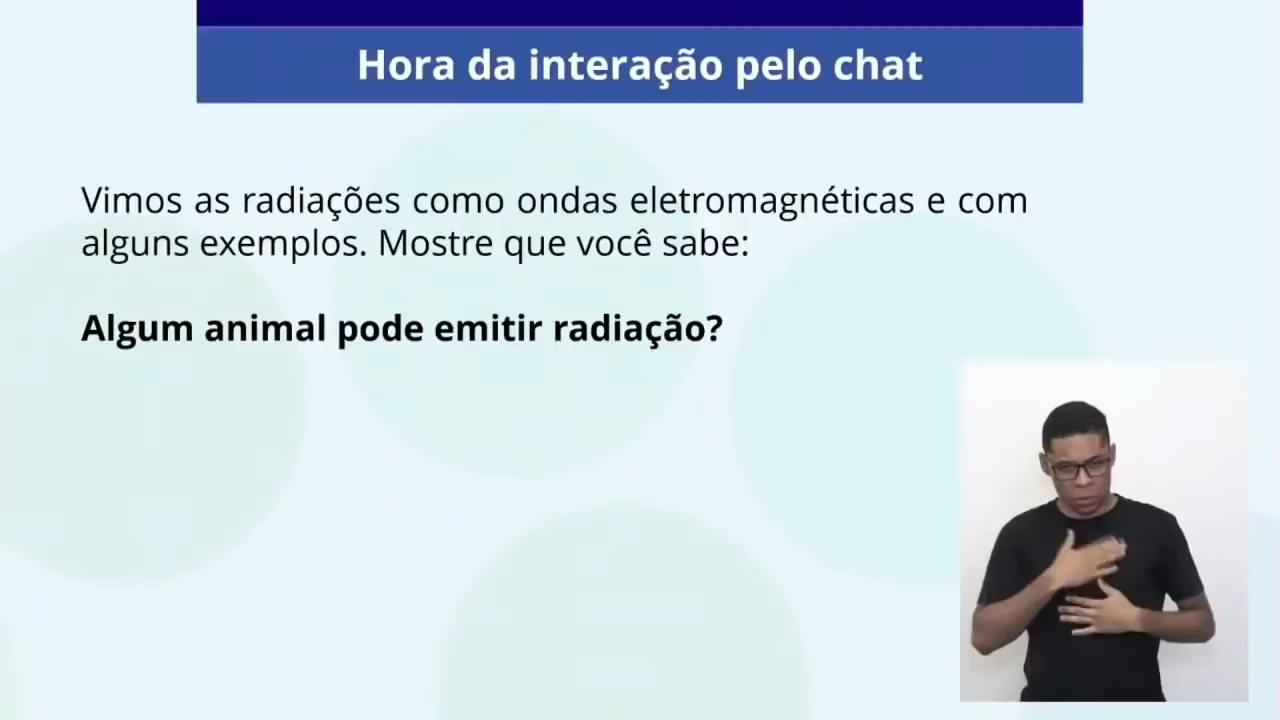 Hora da interação pelo chat
Vimos as radiações como ondas eletromagnéticas e com
alguns exemplos. Mostre que você sabe:
Algum animal pode emitir radiação?